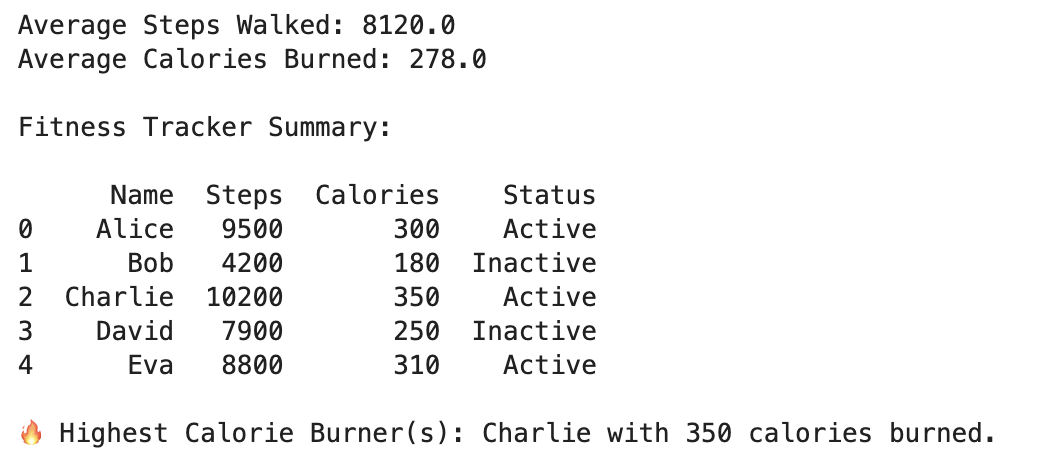 Average Steps Walked: 8120.0
Average Calories Burned: 278.0
Fitness Tracker Summary:
Name Steps Calories Status
0 Alice 9500 300 Active
1 Bob 4200 180 Inactive
2 Charlie 10200 350 Active
3 David 7900 250 Inactive
4 Eva 8800 310 Active
🔥 Highest Calorie Burner(s): Charlie with 350 calories burned.